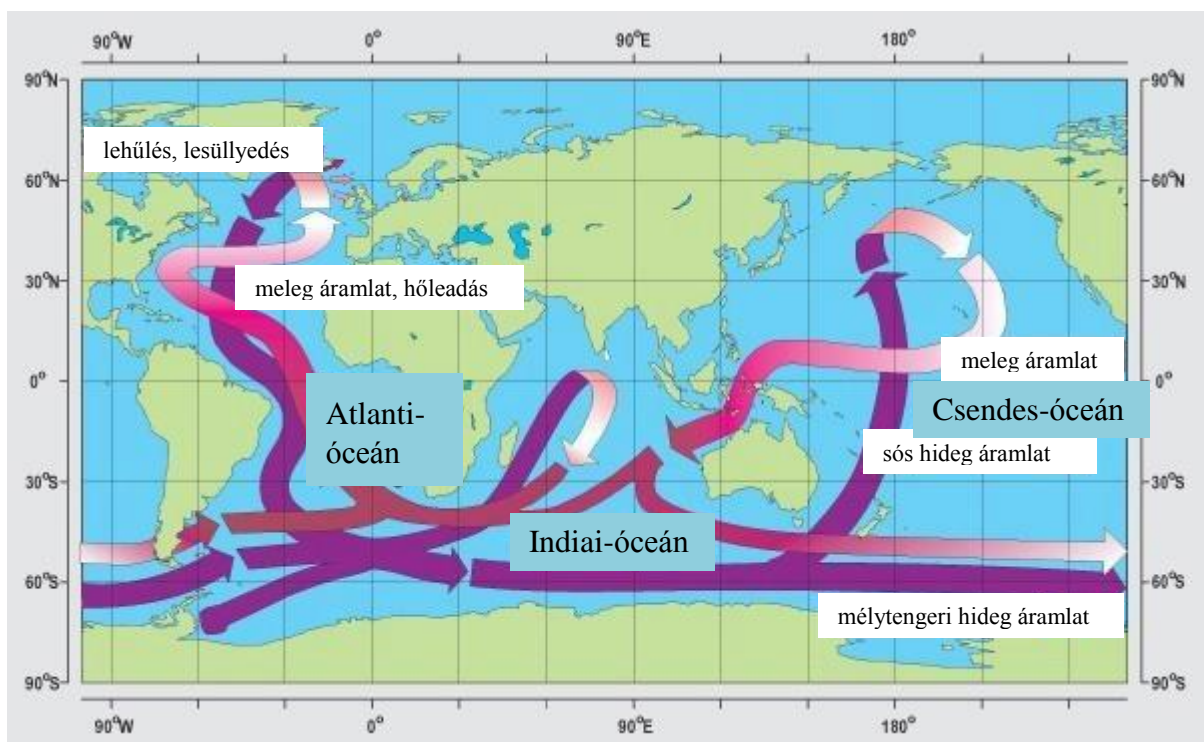 90°W 0° 90°E 180°
90°N 90°N
lehűlés, lesüllyedés
60°N 60°N
30°N 30°N
meleg áramlat, hőleadás
meleg áramlat
0° 0°
Atlanti-
óceán
Csendes-óceán
sós hideg áramlat
30°S 30°S
Indiai-óceán
60°S 60°S
mélytengeri hideg áramlat
90°S 90°S
90°W 0° 90°E 180°